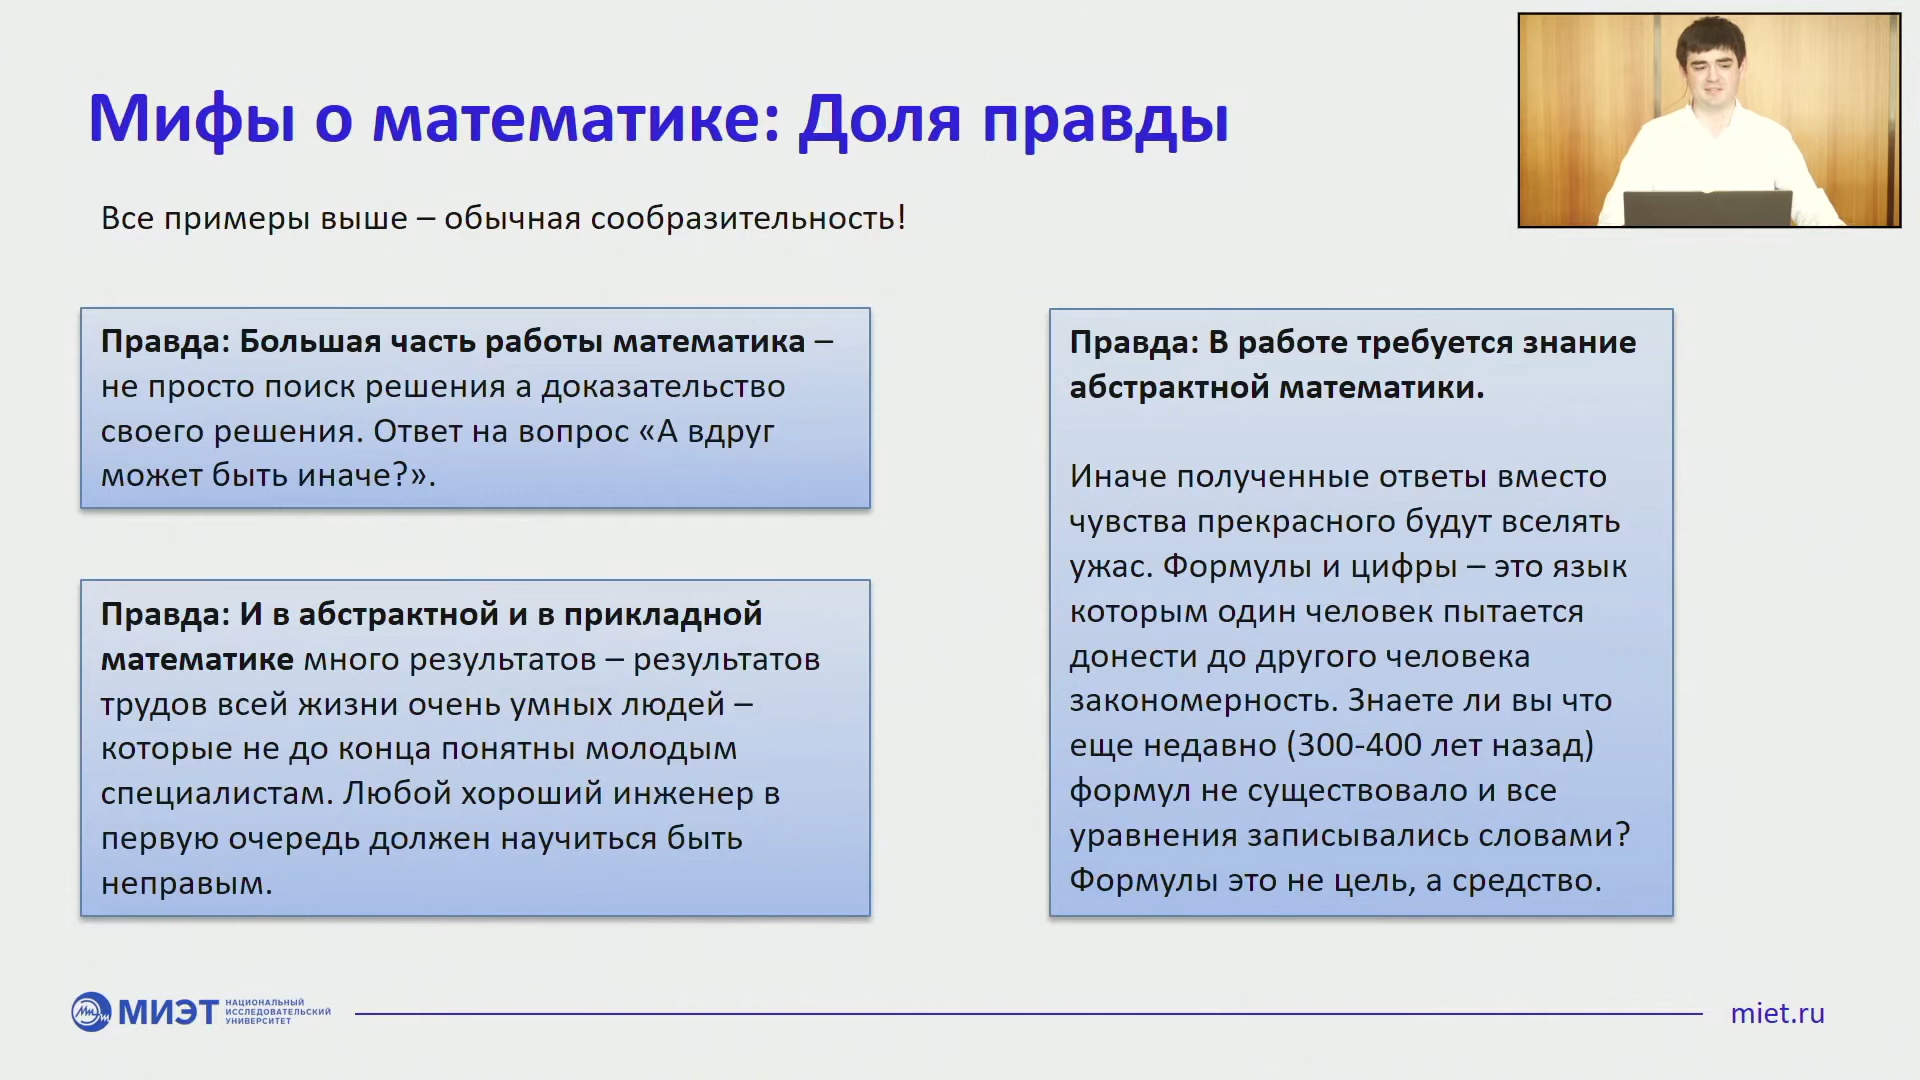 Мифы о математике: Доля правды
Все примеры выше – обычная сообразительность!
Правда: Большая часть работы математика –
не просто поиск решения а доказательство
своего решения. Ответ на вопрос «А вдруг
может быть иначе?».
Правда: И в абстрактной и в прикладной
математике много результатов – результатов
трудов всей жизни очень умных людей –
которые не до конца понятны молодым
специалистам. Любой хороший инженер в
первую очередь должен научиться быть
неправым.
Правда: В работе требуется знание
абстрактной математики.
Иначе полученные ответы вместо
чувства прекрасного будут вселять
ужас. Формулы и цифры – это язык
которым один человек пытается
донести до другого человека
закономерность. Знаете ли вы что
еще недавно (300-400 лет назад)
формул не существовало и все
уравнения записывались словами?
Формулы это не цель, а средство.
МИЭТ
НАЦИОНАЛЬНЫЙ
ИССЛЕДОВАТЕЛЬСКИЙ
УНИВЕРСИТЕТ
miet.ru